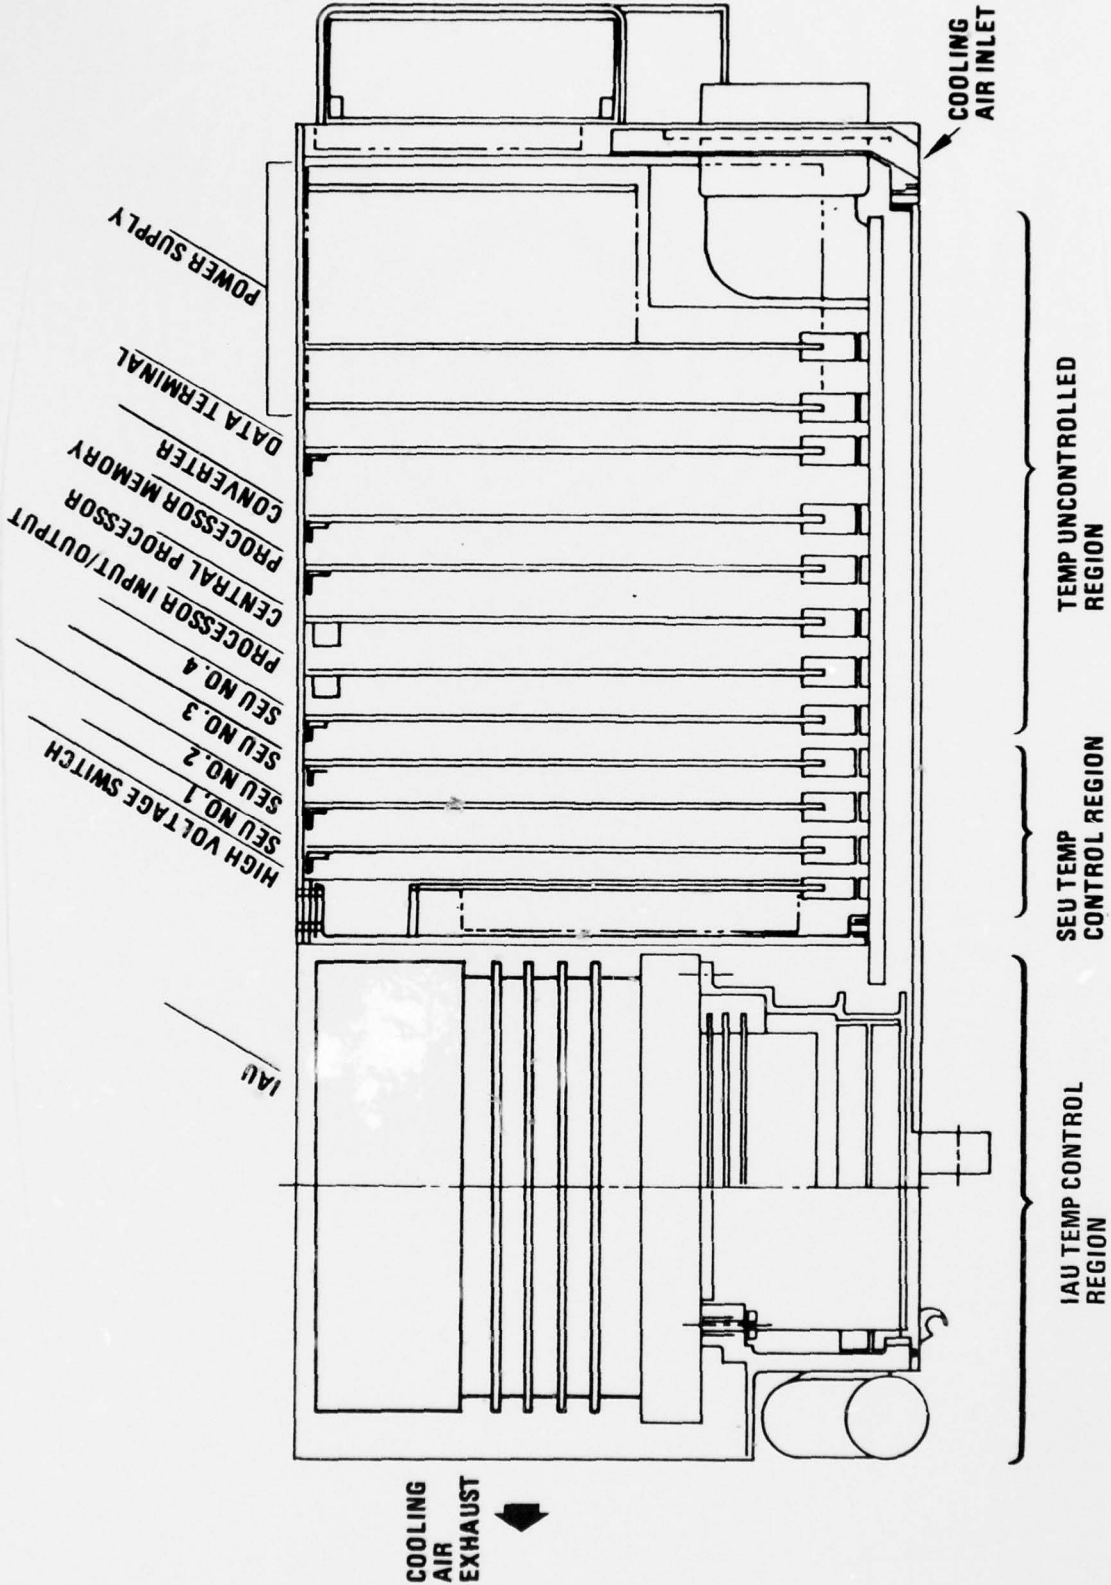 COOLING
AIR
EXHAUST
IAU
HIGH VOLTAGE SWITCH
SEU NO. 1
SEU NO. 2
SEU NO. 3
SEU NO. 4
PROCESSOR INPUT/OUTPUT
CENTRAL PROCESSOR
PROCESSOR MEMORY
CONVERTER
DATA TERMINAL
POWER SUPPLY
COOLING
AIR INLET
IAU TEMP CONTROL
REGION
SEU TEMP
CONTROL REGION
TEMP UNCONTROLLED
REGION